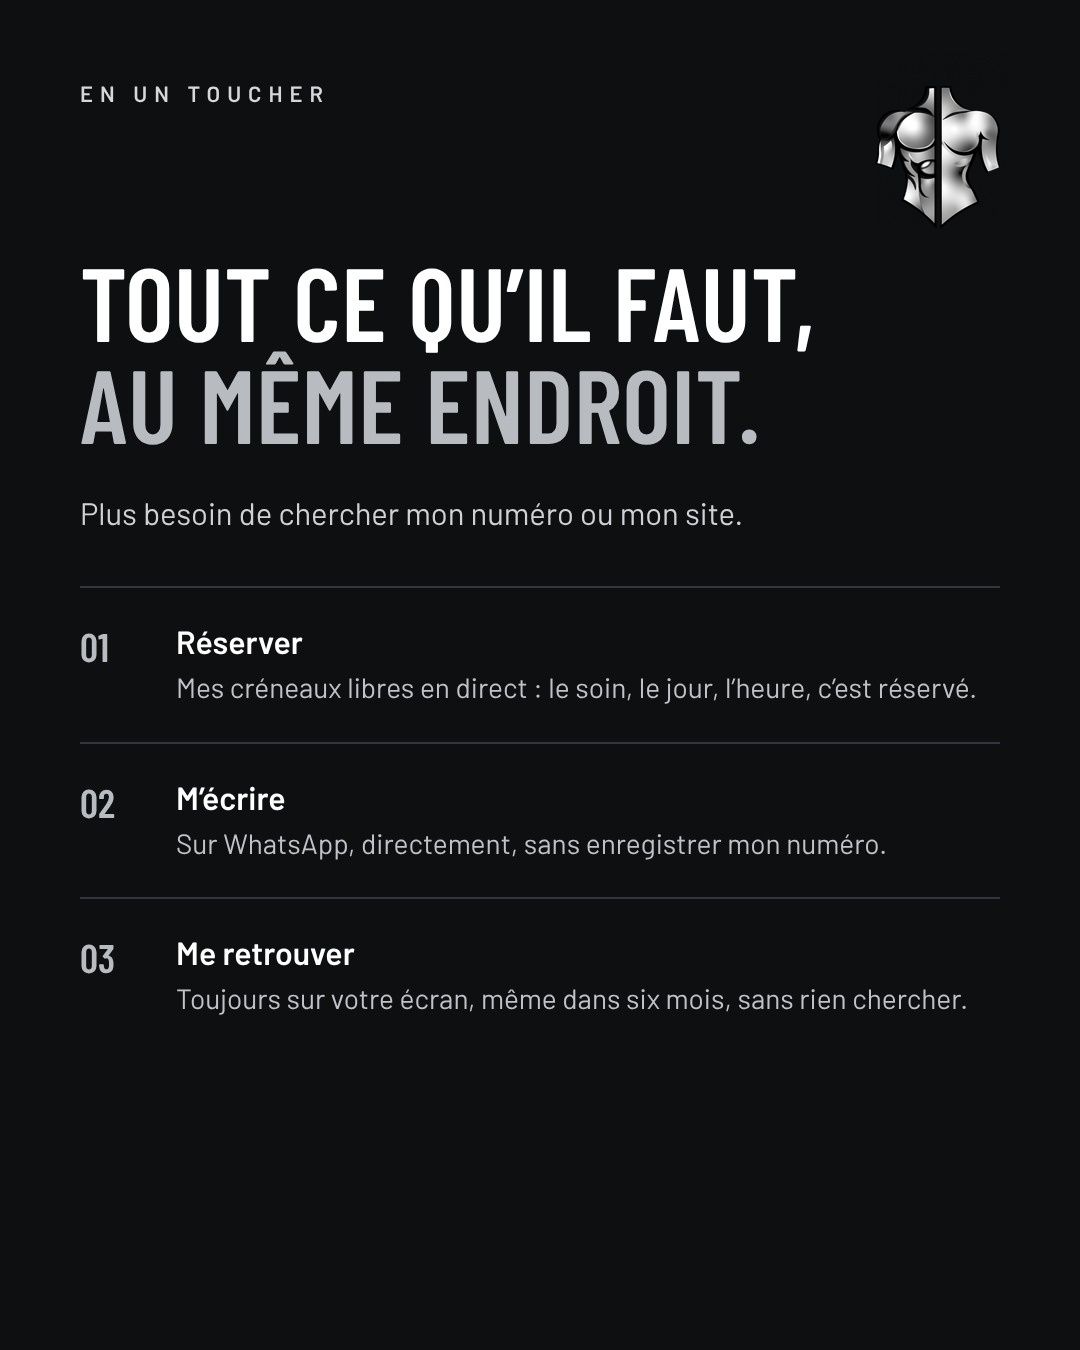 EN UN TOUCHER
TOUT CE QU’IL FAUT,
AU MÊME ENDROIT.
Plus besoin de chercher mon numéro ou mon site.
01
Réserver
Mes créneaux libres en direct : le soin, le jour, l’heure, c’est réservé.
02
M’écrire
Sur WhatsApp, directement, sans enregistrer mon numéro.
03
Me retrouver
Toujours sur votre écran, même dans six mois, sans rien chercher.